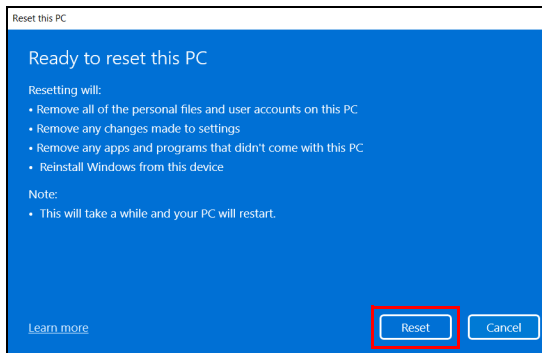 Reset this PC
Ready to reset this PC
Resetting will:
• Remove all of the personal files and user accounts on this PC
• Remove any changes made to settings
• Remove any apps and programs that didn't come with this PC
• Reinstall Windows from this device
Note:
• This will take a while and your PC will restart.
Learn more
Reset
Cancel